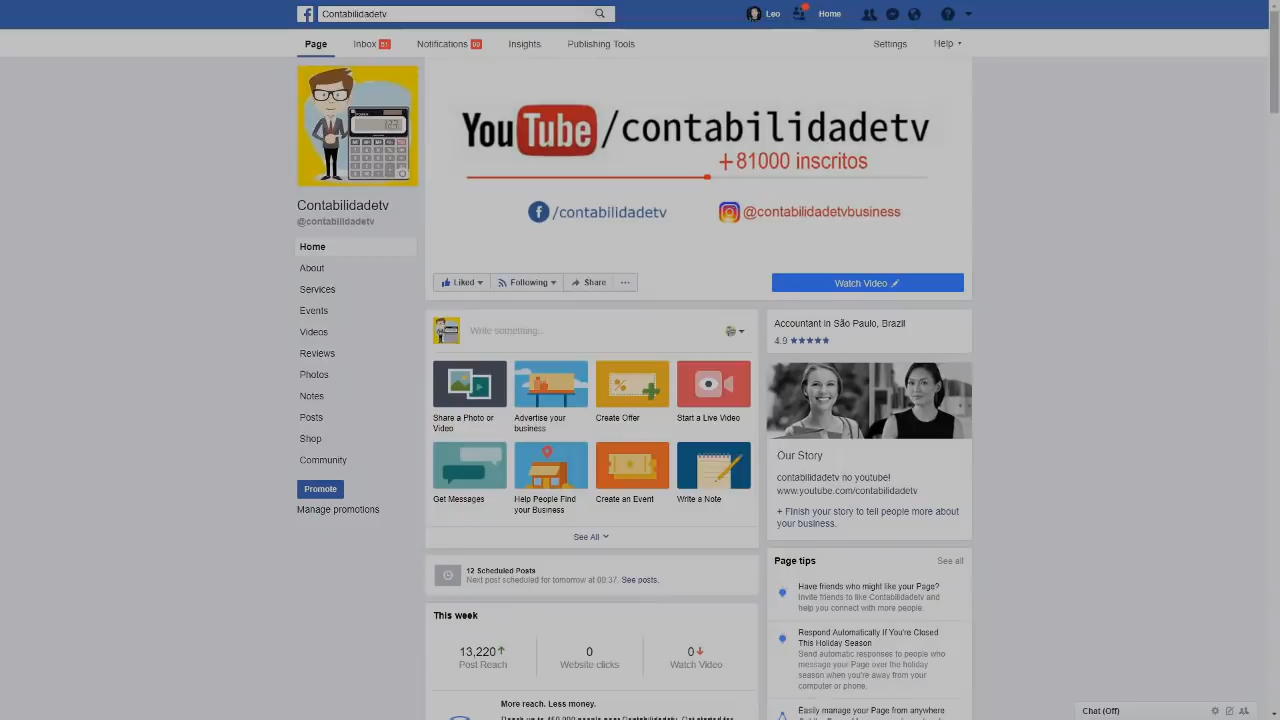 Contabilidadetv
Leo
Home
Page
Inbox
Notifications
Insights
Publishing Tools
Settings
Help
YouTube/contabilidadetv
+81000 inscritos
/contabilidadetv
@contabilidadetvbusiness
Contabilidadetv
@contabilidadetv
Home
About
Services
Events
Videos
Reviews
Photos
Notes
Posts
Shop
Community
Promote
Manage promotions
Liked
Following
Share
Watch Video
Write something...
Share a Photo or
Video
Advertise your
business
Create Offer
Start a Live Video
Get Messages
Help People Find
your Business
Create an Event
Write a Note
See All
12 Scheduled Posts
Next post scheduled for tomorrow at 00:37. See posts.
This week
13,220
Post Reach
0
Website clicks
0
Watch Video
More reach. Less money.
Accountant in São Paulo, Brazil
4.9 ★★★★★
Our Story
contabilidadetv no youtube!
www.youtube.com/contabilidadetv
+ Finish your story to tell people more about
your business.
Page tips
See all
Have friends who might like your Page?
Invite friends to like Contabilidadetv and
help you connect with more people.
Respond Automatically If You're Closed
This Holiday Season
Send automatic responses to people who
message your Page over the holiday
season when you're away from your
computer or phone.
Easily manage your Page from anywhere
Chat (Off)